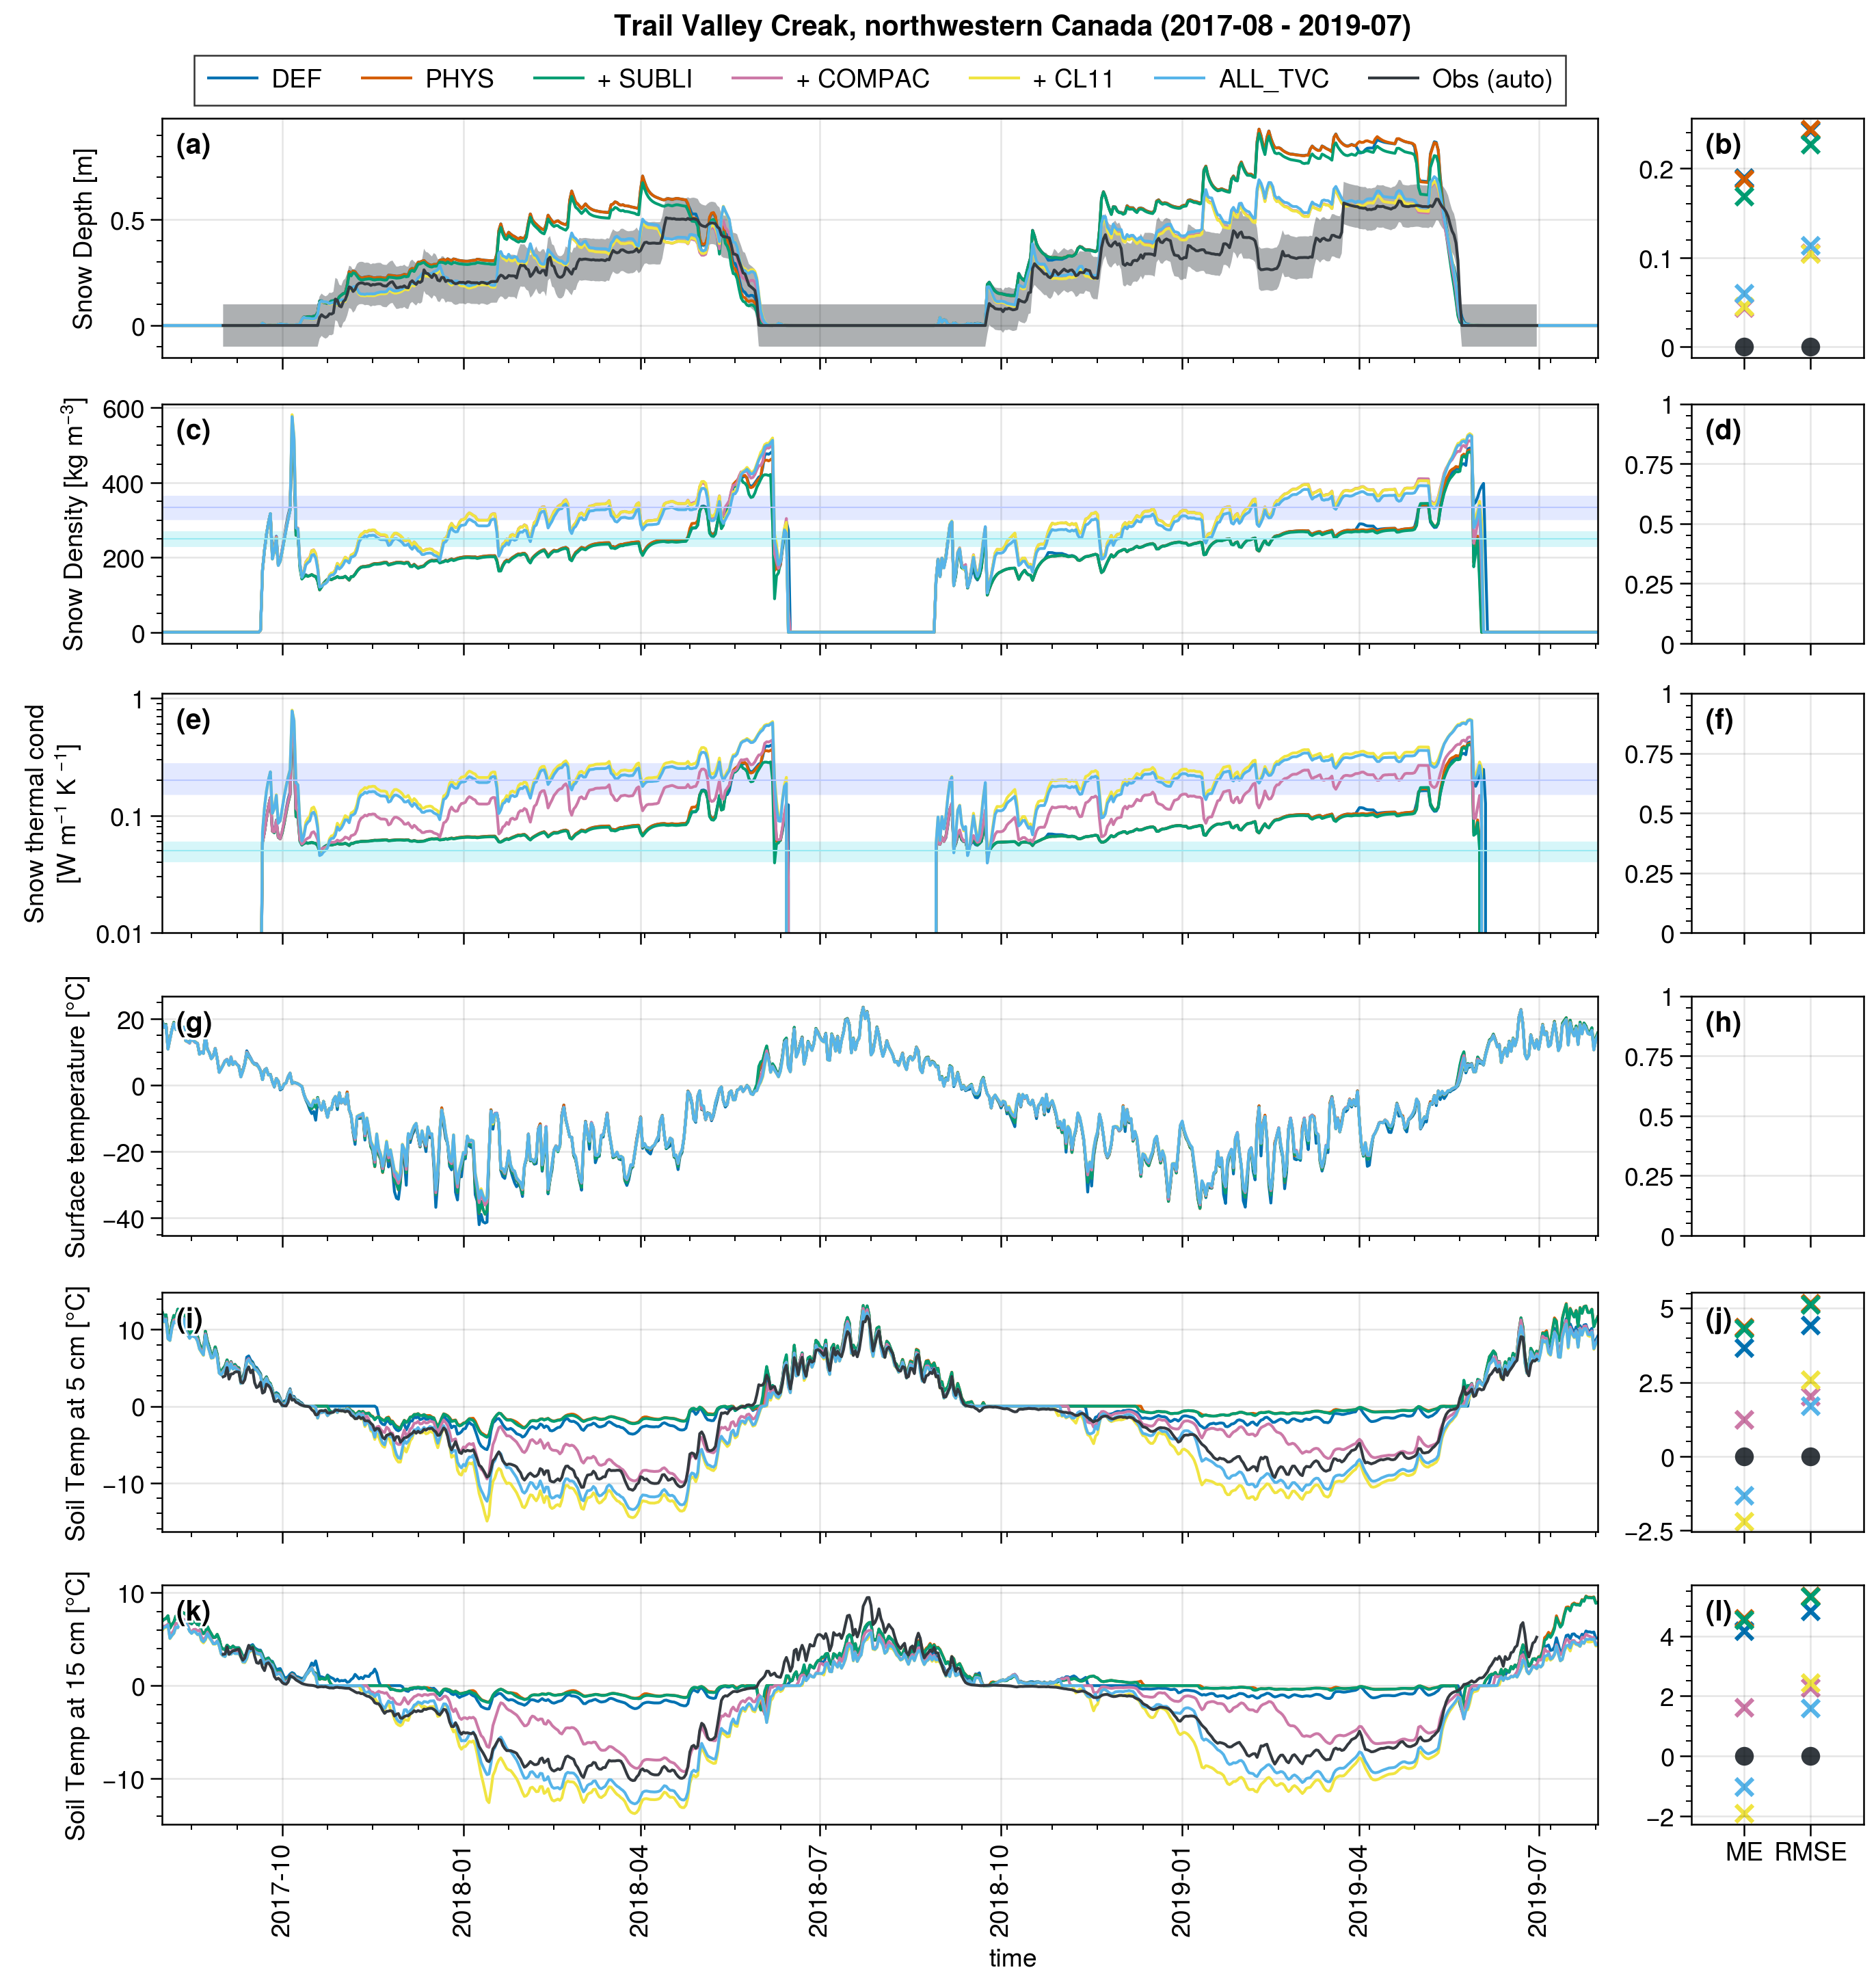 Trail Valley Creak, northwestern Canada (2017-08 - 2019-07)
DEF PHYS + SUBLI + COMPAC + CL11 ALL_TVC Obs (auto)
(a)
Snow Depth [m]
0.5
0
(b)
0.2
0.1
0
(c)
Snow Density [kg m⁻³]
600
400
200
0
(d)
1
0.75
0.5
0.25
0
(e)
Snow thermal cond
[W m⁻¹ K⁻¹]
1
0.1
0.01
(f)
1
0.75
0.5
0.25
0
(g)
Surface temperature [°C]
20
0
−20
−40
(h)
1
0.75
0.5
0.25
0
(i)
Soil Temp at 5 cm [°C]
10
0
−10
(j)
5
2.5
0
−2.5
(k)
Soil Temp at 15 cm [°C]
10
0
−10
(l)
4
2
0
−2
ME RMSE
2017-10
2018-01
2018-04
2018-07
2018-10
2019-01
2019-04
2019-07
time